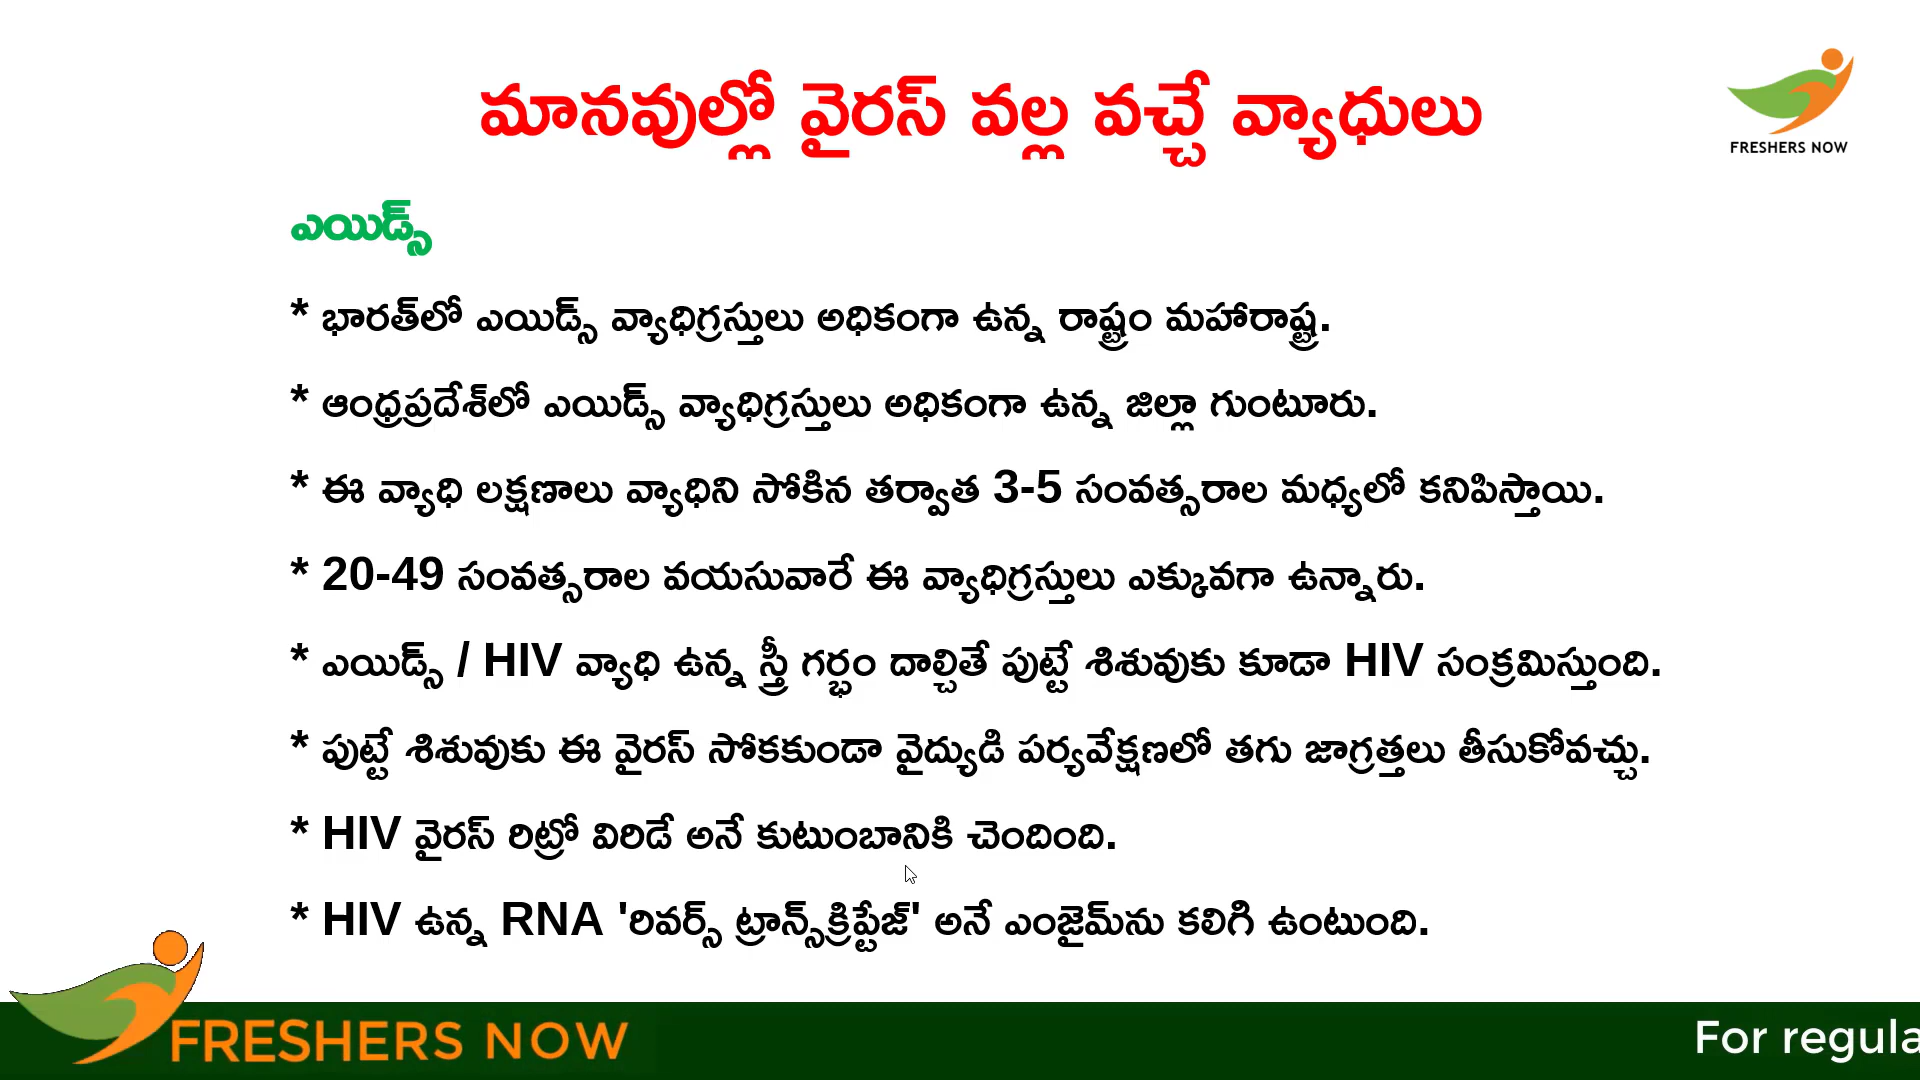 మానవుల్లో వైరస్ వల్ల వచ్చే వ్యాధులు
FRESHERS NOW
ఎయిడ్స్
* భారత్‌లో ఎయిడ్స్ వ్యాధిగ్రస్తులు అధికంగా ఉన్న రాష్ట్రం మహారాష్ట్ర.
* ఆంధ్రప్రదేశ్‌లో ఎయిడ్స్ వ్యాధిగ్రస్తులు అధికంగా ఉన్న జిల్లా గుంటూరు.
* ఈ వ్యాధి లక్షణాలు వ్యాధిని సోకిన తర్వాత 3-5 సంవత్సరాల మధ్యలో కనిపిస్తాయి.
* 20-49 సంవత్సరాల వయసువారే ఈ వ్యాధిగ్రస్తులు ఎక్కువగా ఉన్నారు.
* ఎయిడ్స్ / HIV వ్యాధి ఉన్న స్త్రీ గర్భం దాల్చితే పుట్టే శిశువుకు కూడా HIV సంక్రమిస్తుంది.
* పుట్టే శిశువుకు ఈ వైరస్ సోకకుండా వైద్యుడి పర్యవేక్షణలో తగు జాగ్రత్తలు తీసుకోవచ్చు.
* HIV వైరస్ రిట్రో విరిడే అనే కుటుంబానికి చెందింది.
* HIV ఉన్న RNA 'రివర్స్ ట్రాన్స్‌క్రిప్టేజ్' అనే ఎంజైమ్‌ను కలిగి ఉంటుంది.
FRESHERS NOW
For regula